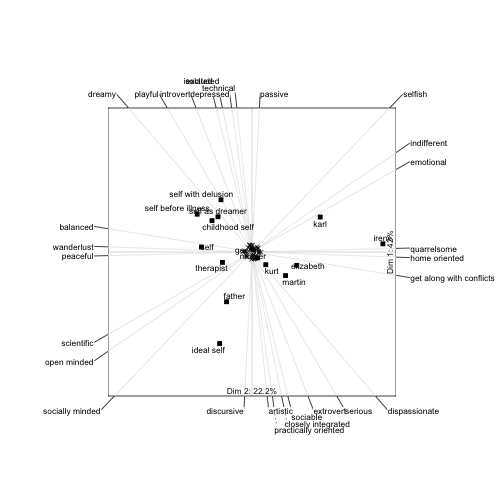 isolated
technical
dreamy
playful
introvert
depressed
passive
selfish
indifferent
emotional
self with delusion
self before illness
self as dreamer
childhood self
karl
balanced
wanderlust
peaceful
self
irene
quarrelsome
home oriented
get along with conflicts
therapist
kurt
elizabeth
martin
father
Dim 1: 42%
scientific
open minded
ideal self
Dim 2: 22.2%
socially minded
discursive
artistic
extrovert
serious
dispassionate
sociable
closely integrated
practically oriented